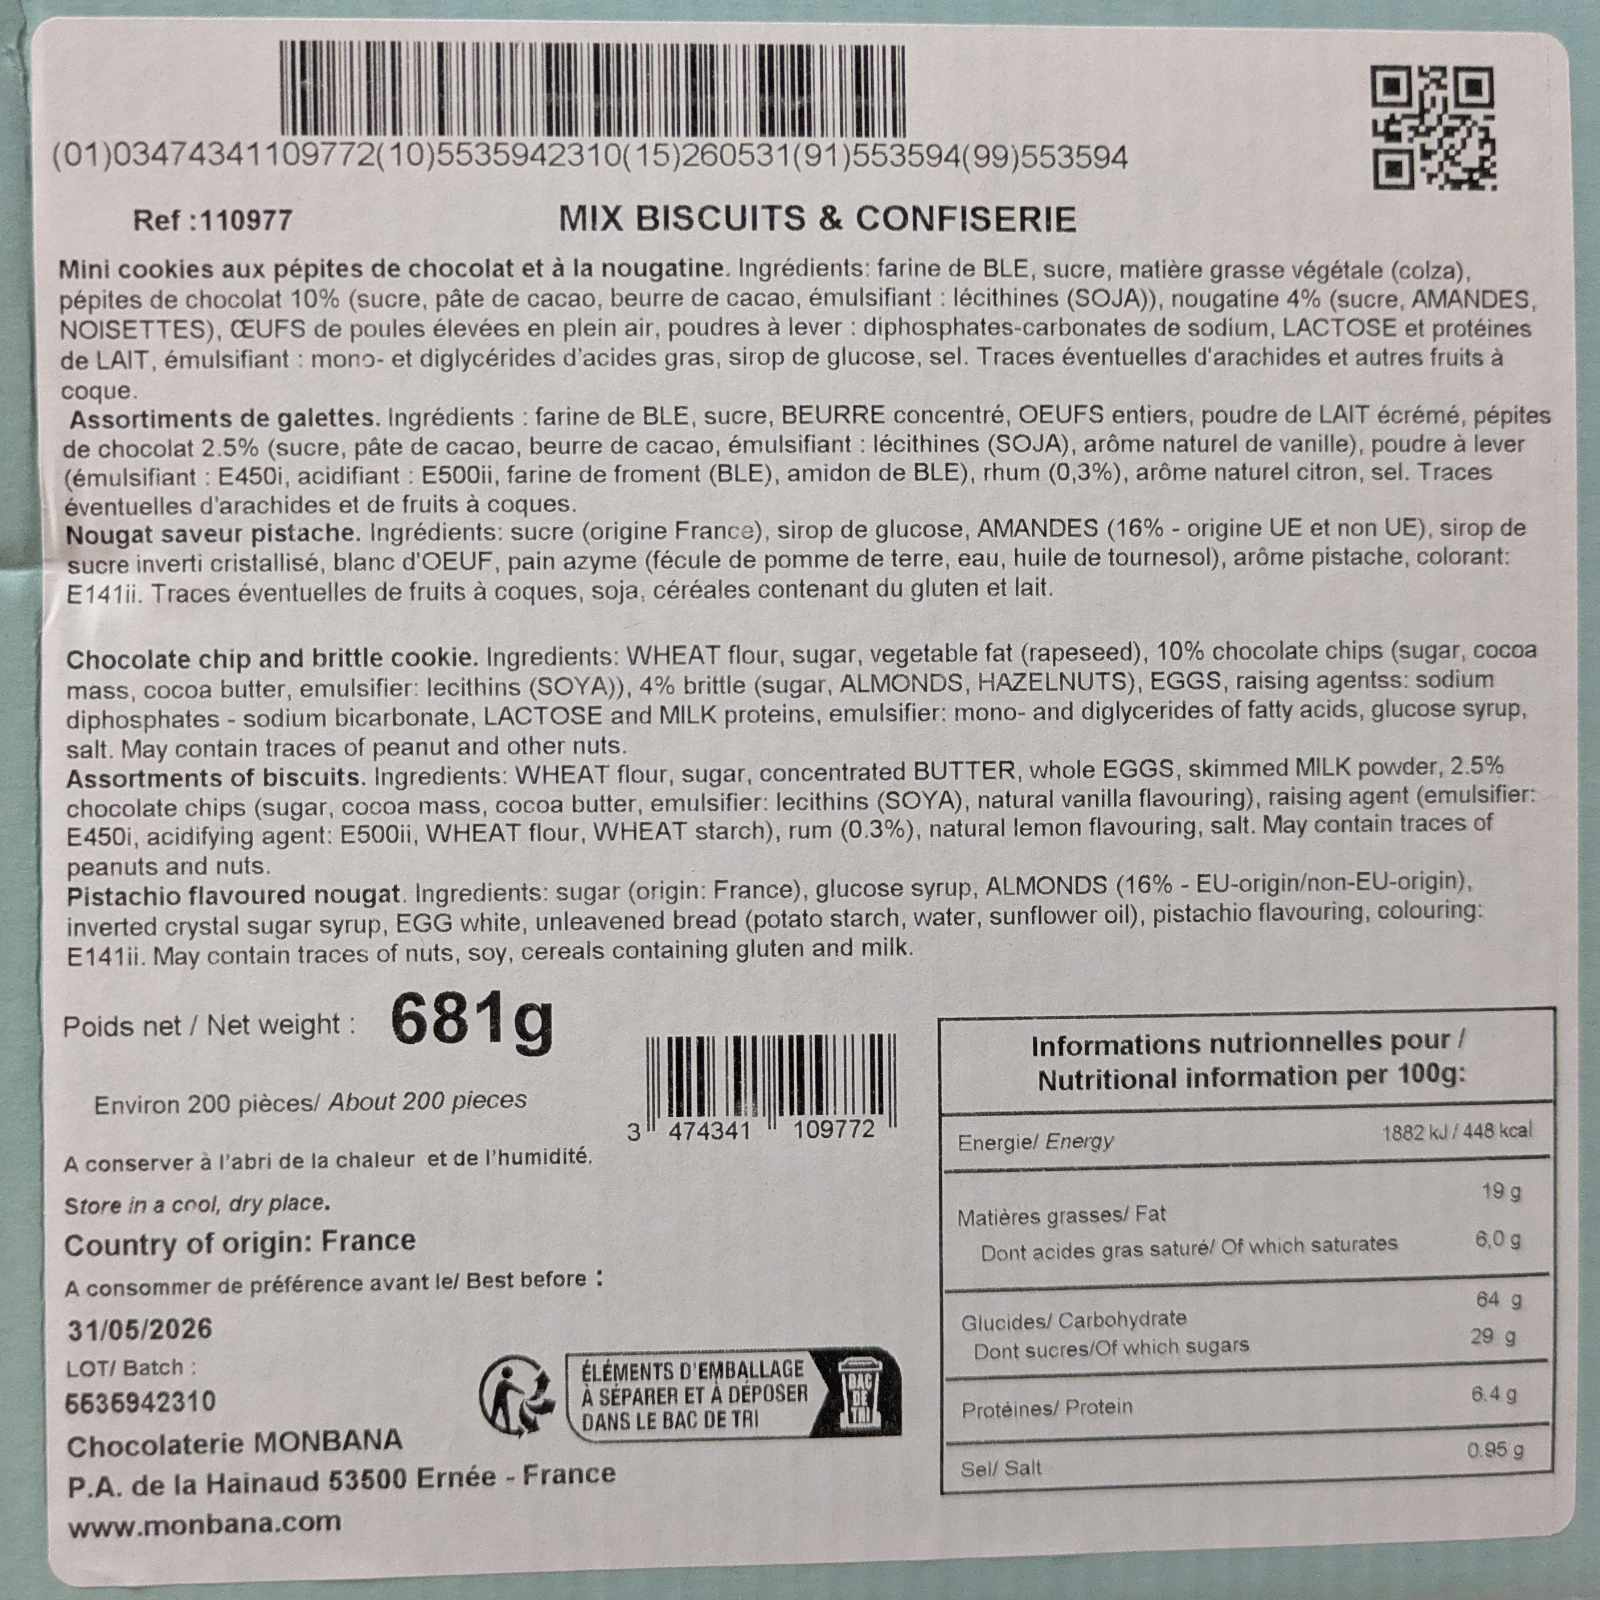 (01)03474341109772(10)5535942310(15)260531(91)553594(99)553594
Ref :110977
MIX BISCUITS & CONFISERIE
Mini cookies aux pépites de chocolat et à la nougatine. Ingrédients: farine de BLE, sucre, matière grasse végétale (colza),
pépites de chocolat 10% (sucre, pâte de cacao, beurre de cacao, émulsifiant : lécithines (SOJA)), nougatine 4% (sucre, AMANDES,
NOISETTES), ŒUFS de poules élevées en plein air, poudres à lever : diphosphates-carbonates de sodium, LACTOSE et protéines
de LAIT, émulsifiant : mono- et diglycérides d'acides gras, sirop de glucose, sel. Traces éventuelles d'arachides et autres fruits à
coque.
Assortiments de galettes. Ingrédients : farine de BLE, sucre, BEURRE concentré, OEUFS entiers, poudre de LAIT écrémé, pépites
de chocolat 2.5% (sucre, pâte de cacao, beurre de cacao, émulsifiant : lécithines (SOJA), arôme naturel de vanille), poudre à lever
(émulsifiant : E450i, acidifiant : E500ii, farine de froment (BLE), amidon de BLE), rhum (0,3%), arôme naturel citron, sel. Traces
éventuelles d'arachides et de fruits à coques.
Nougat saveur pistache. Ingrédients: sucre (origine France), sirop de glucose, AMANDES (16% - origine UE et non UE), sirop de
sucre inverti cristallisé, blanc d'OEUF, pain azyme (fécule de pomme de terre, eau, huile de tournesol), arôme pistache, colorant:
E141ii. Traces éventuelles de fruits à coques, soja, céréales contenant du gluten et lait.
Chocolate chip and brittle cookie. Ingredients: WHEAT flour, sugar, vegetable fat (rapeseed), 10% chocolate chips (sugar, cocoa
mass, cocoa butter, emulsifier: lecithins (SOYA)), 4% brittle (sugar, ALMONDS, HAZELNUTS), EGGS, raising agentss: sodium
diphosphates - sodium bicarbonate, LACTOSE and MILK proteins, emulsifier: mono- and diglycerides of fatty acids, glucose syrup,
salt. May contain traces of peanut and other nuts.
Assortments of biscuits. Ingredients: WHEAT flour, sugar, concentrated BUTTER, whole EGGS, skimmed MILK powder, 2.5%
chocolate chips (sugar, cocoa mass, cocoa butter, emulsifier: lecithins (SOYA), natural vanilla flavouring), raising agent (emulsifier:
E450i, acidifying agent: E500ii, WHEAT flour, WHEAT starch), rum (0.3%), natural lemon flavouring, salt. May contain traces of
peanuts and nuts.
Pistachio flavoured nougat. Ingredients: sugar (origin: France), glucose syrup, ALMONDS (16% - EU-origin/non-EU-origin),
inverted crystal sugar syrup, EGG white, unleavened bread (potato starch, water, sunflower oil), pistachio flavouring, colouring:
E141ii. May contain traces of nuts, soy, cereals containing gluten and milk.
Poids net / Net weight : 681g
Environ 200 pièces/ About 200 pieces
3 474341 109772
A conserver à l'abri de la chaleur et de l'humidité.
Store in a cool, dry place.
Country of origin: France
A consommer de préférence avant le/ Best before :
31/05/2026
LOT/ Batch :
5535942310
Chocolaterie MONBANA
P.A. de la Hainaud 53500 Ernée - France
www.monbana.com
ÉLÉMENTS D'EMBALLAGE
À SÉPARER ET À DÉPOSER
DANS LE BAC DE TRI
BAC
DE
TRI
Informations nutritionnelles pour /
Nutritional information per 100g:
Energie/ Energy 1882 kJ / 448 kcal
Matières grasses/ Fat 19 g
Dont acides gras saturé/ Of which saturates 6,0 g
Glucides/ Carbohydrate 64 g
Dont sucres/Of which sugars 29 g
Protéines/ Protein 6.4 g
Sel/ Salt 0.95 g